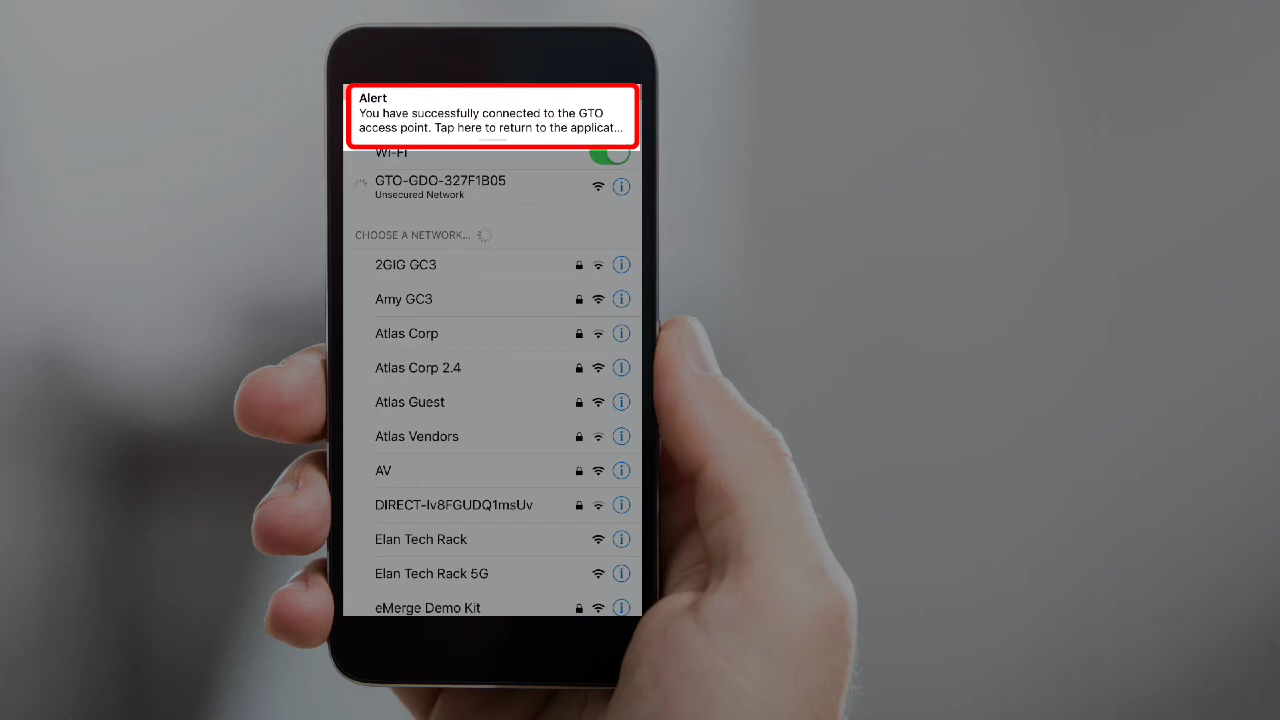 Alert
You have successfully connected to the GTO
access point. Tap here to return to the applicat...
Wi-Fi
GTO-GDO-327F1B05
Unsecured Network
CHOOSE A NETWORK...
2GIG GC3
Amy GC3
Atlas Corp
Atlas Corp 2.4
Atlas Guest
Atlas Vendors
AV
DIRECT-lv8FGUDQ1msUv
Elan Tech Rack
Elan Tech Rack 5G
eMerge Demo Kit